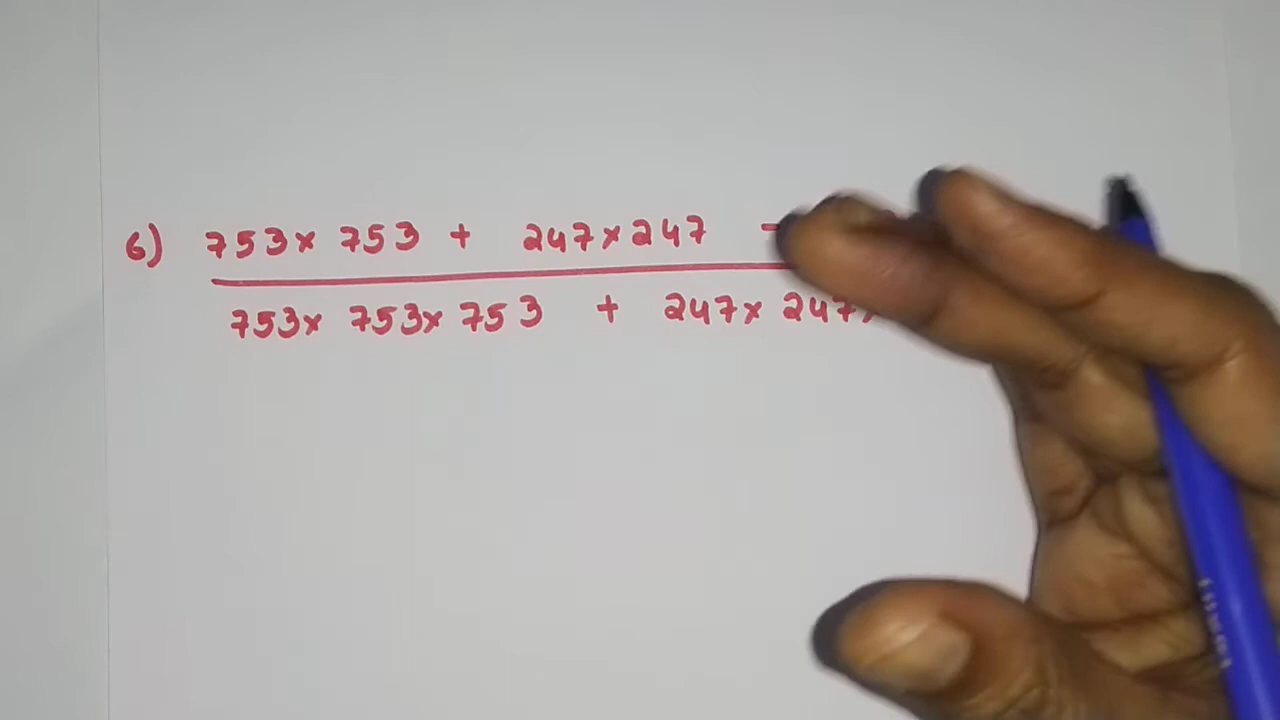 6) 753 x 753 + 247 x 247 -
753 x 753 x 753 + 247 x 247 x